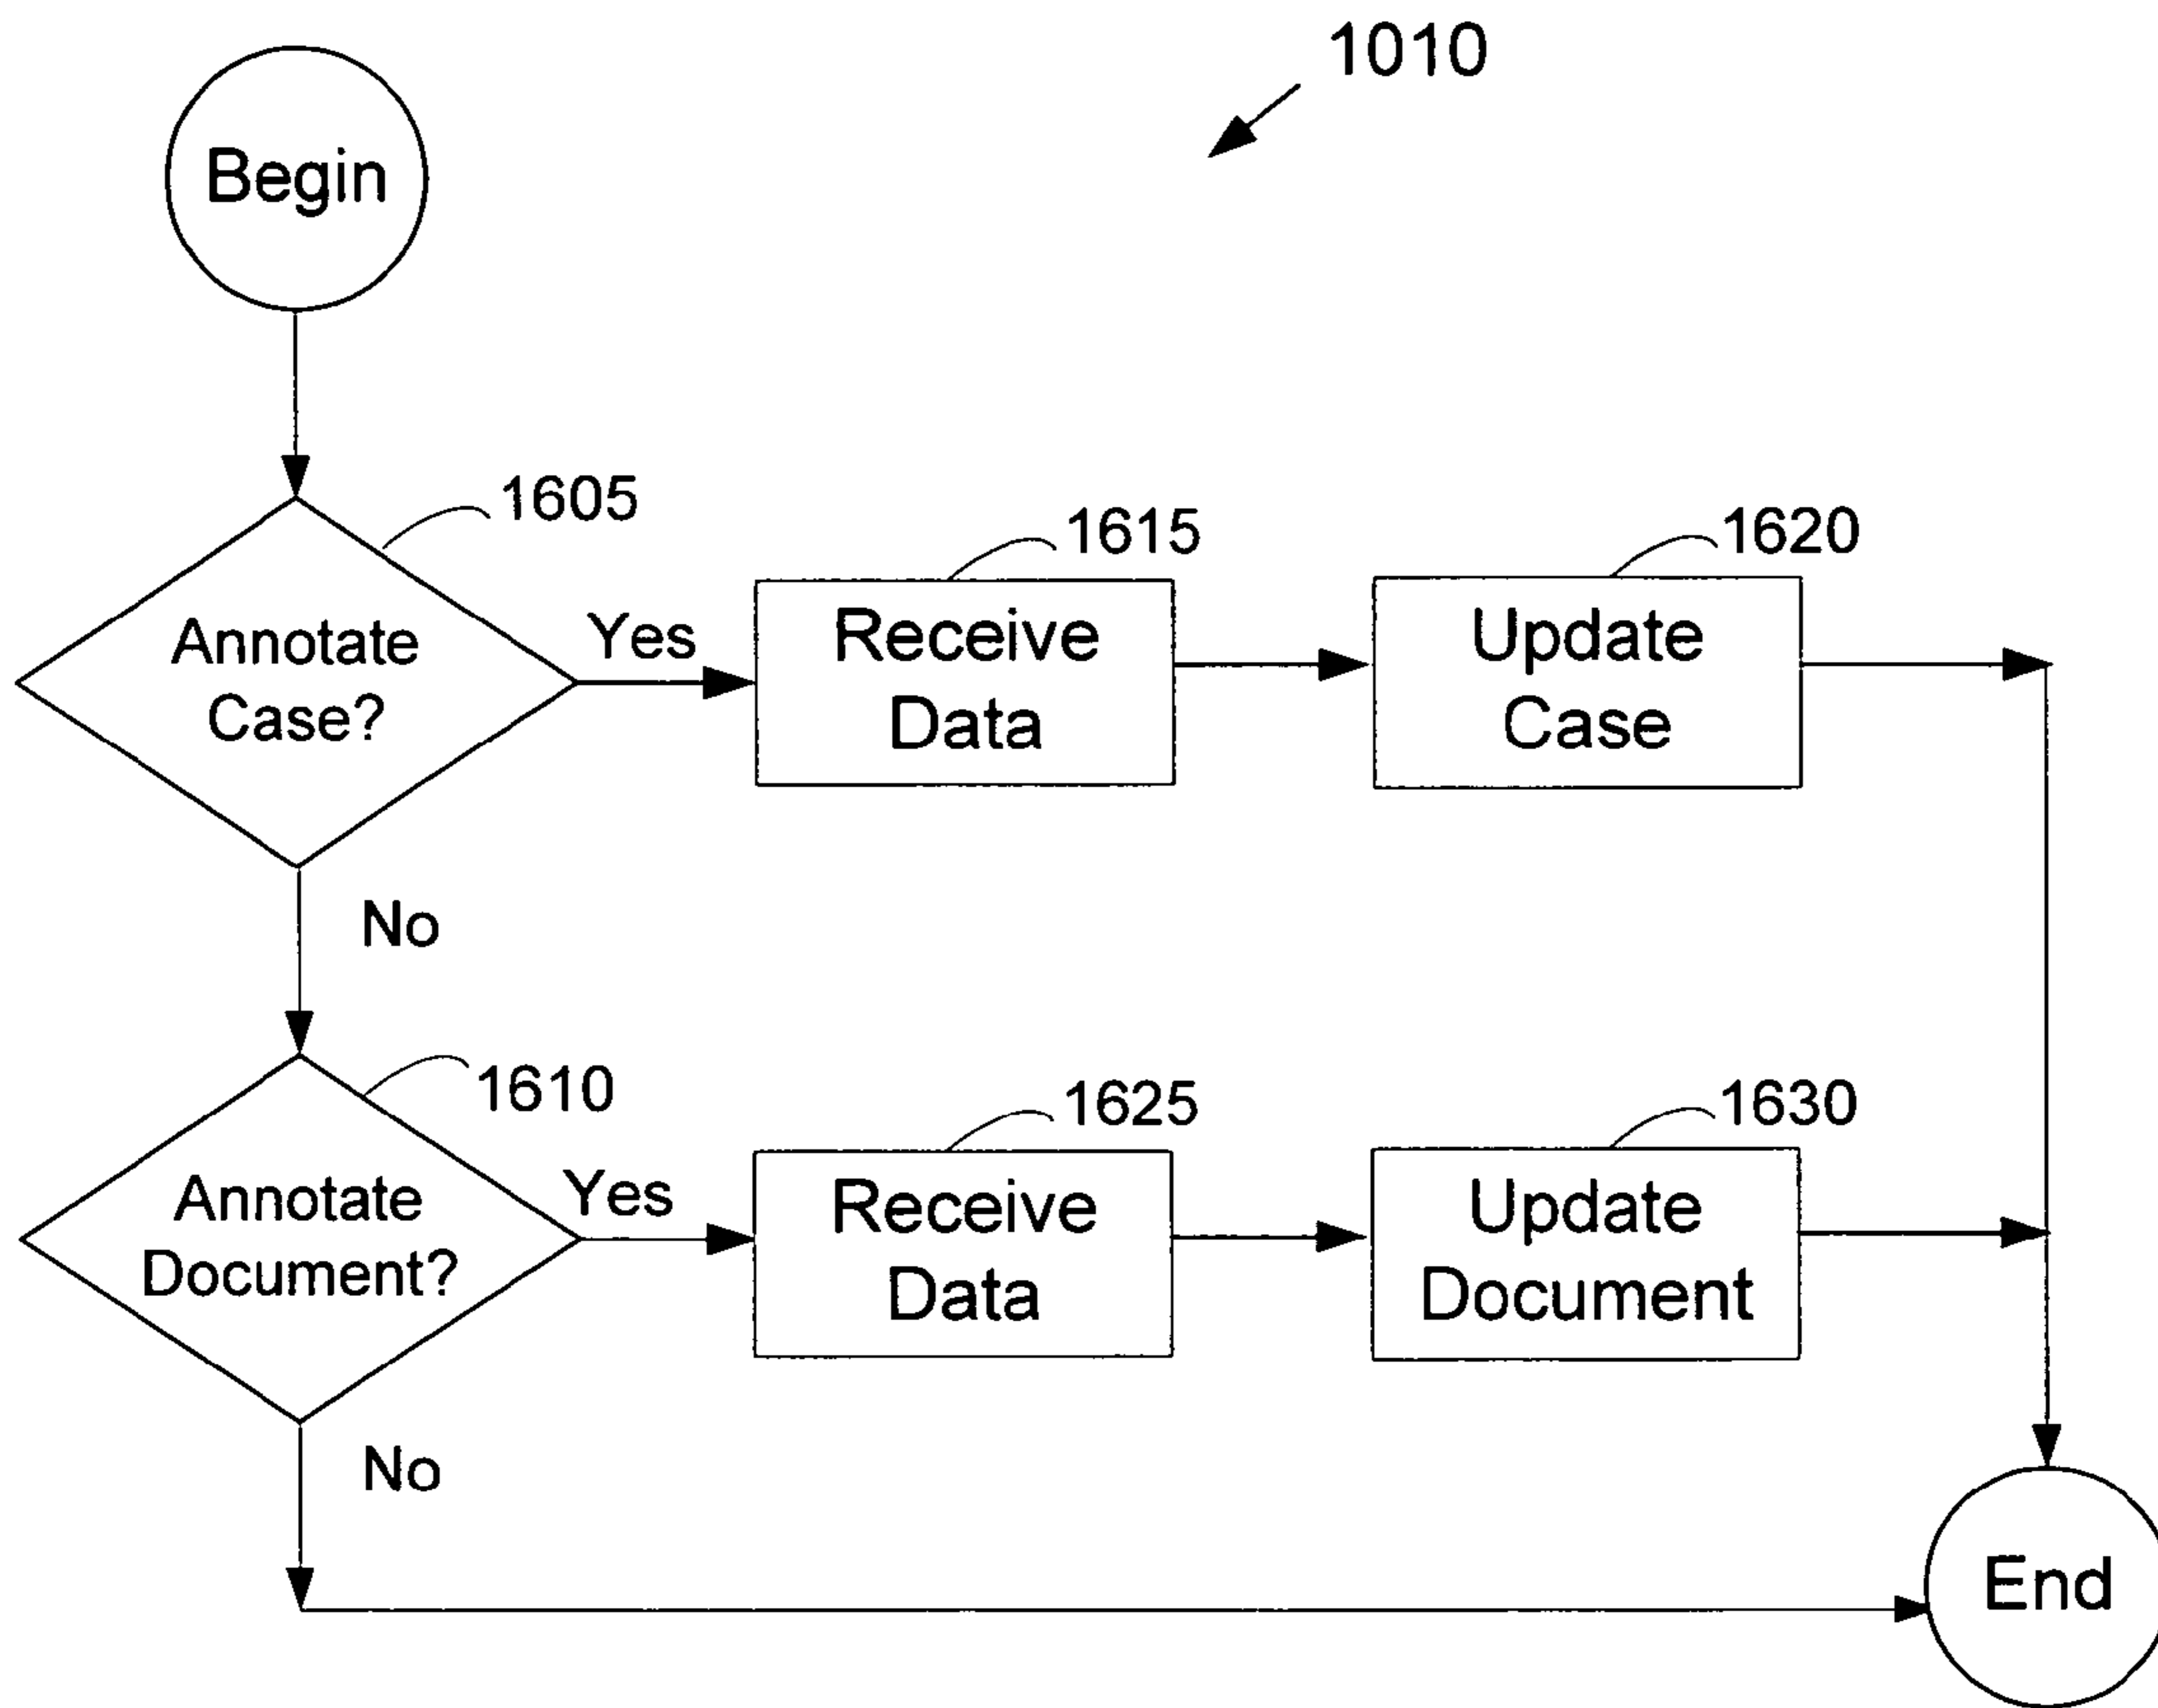 1010
Begin
1605
1615
1620
Annotate
Case?
Yes
Receive
Data
Update
Case
No
1610
1625
1630
Annotate
Document?
Yes
Receive
Data
Update
Document
No
End